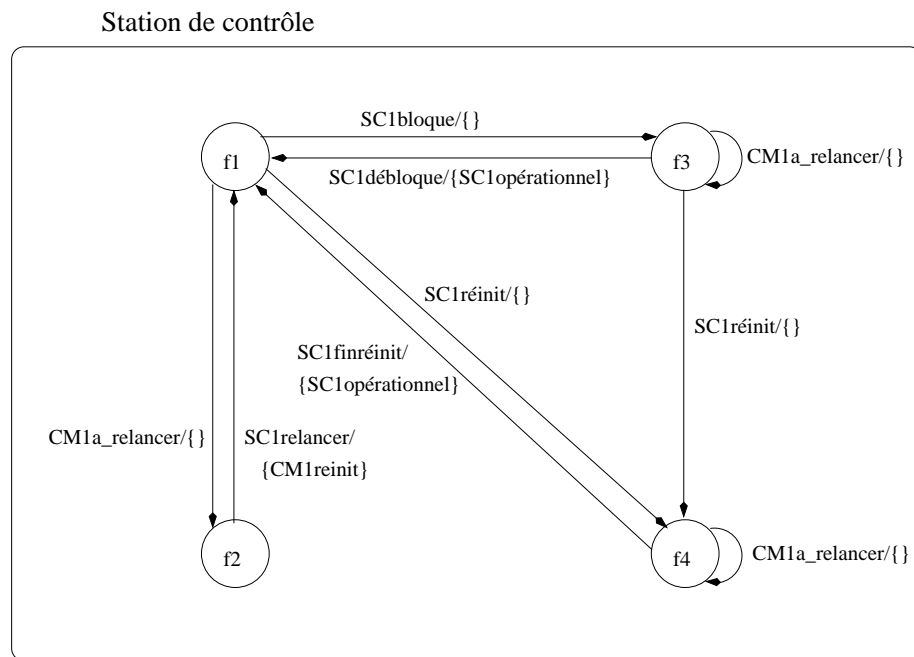 Station de contrôle
SC1bloque/{}
f1
f3
CM1a_relancer/{}
SC1débloque/{SC1opérationnel}
SC1réinit/{}
SC1réinit/{}
SC1finréinit/
{SC1opérationnel}
CM1a_relancer/{}
SC1relancer/
{CM1reinit}
f2
f4
CM1a_relancer/{}